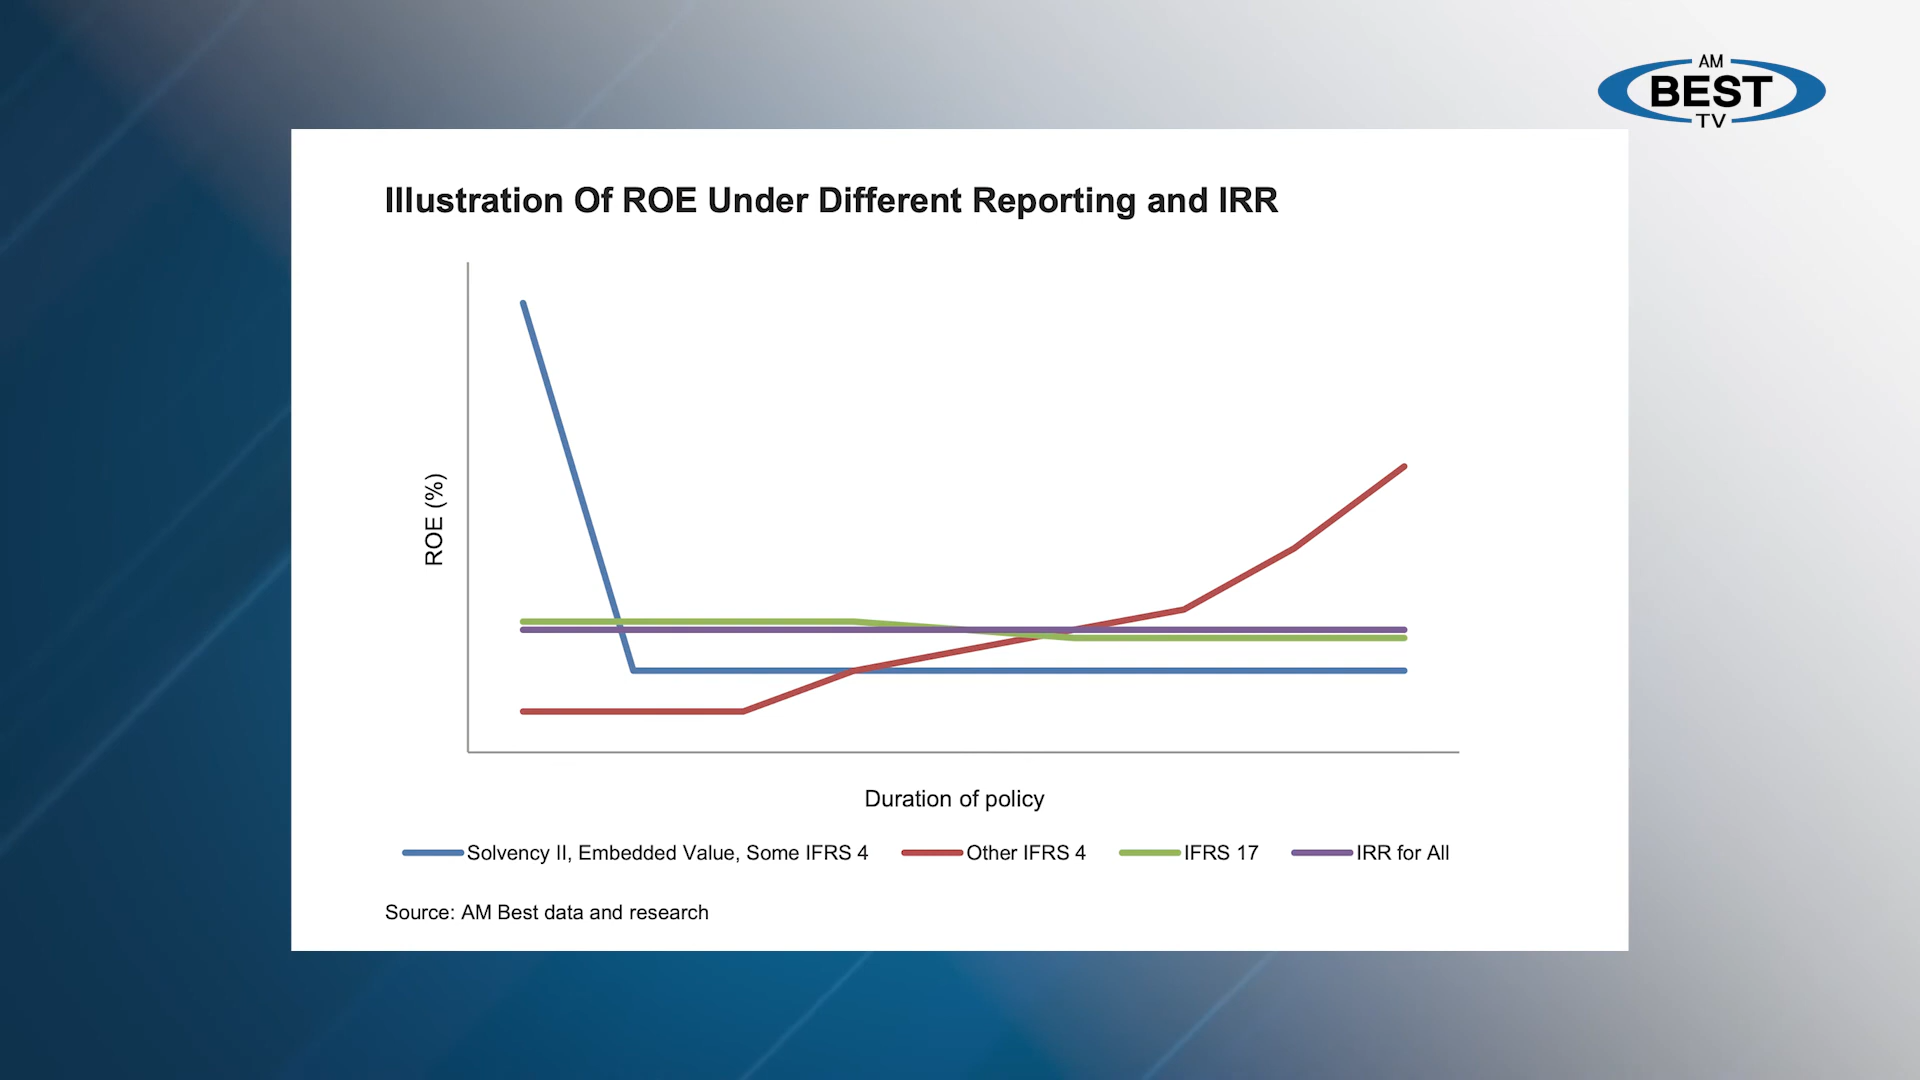 AM
BEST
TV
Illustration Of ROE Under Different Reporting and IRR
ROE (%)
Duration of policy
Solvency II, Embedded Value, Some IFRS 4 Other IFRS 4 IFRS 17 IRR for All
Source: AM Best data and research